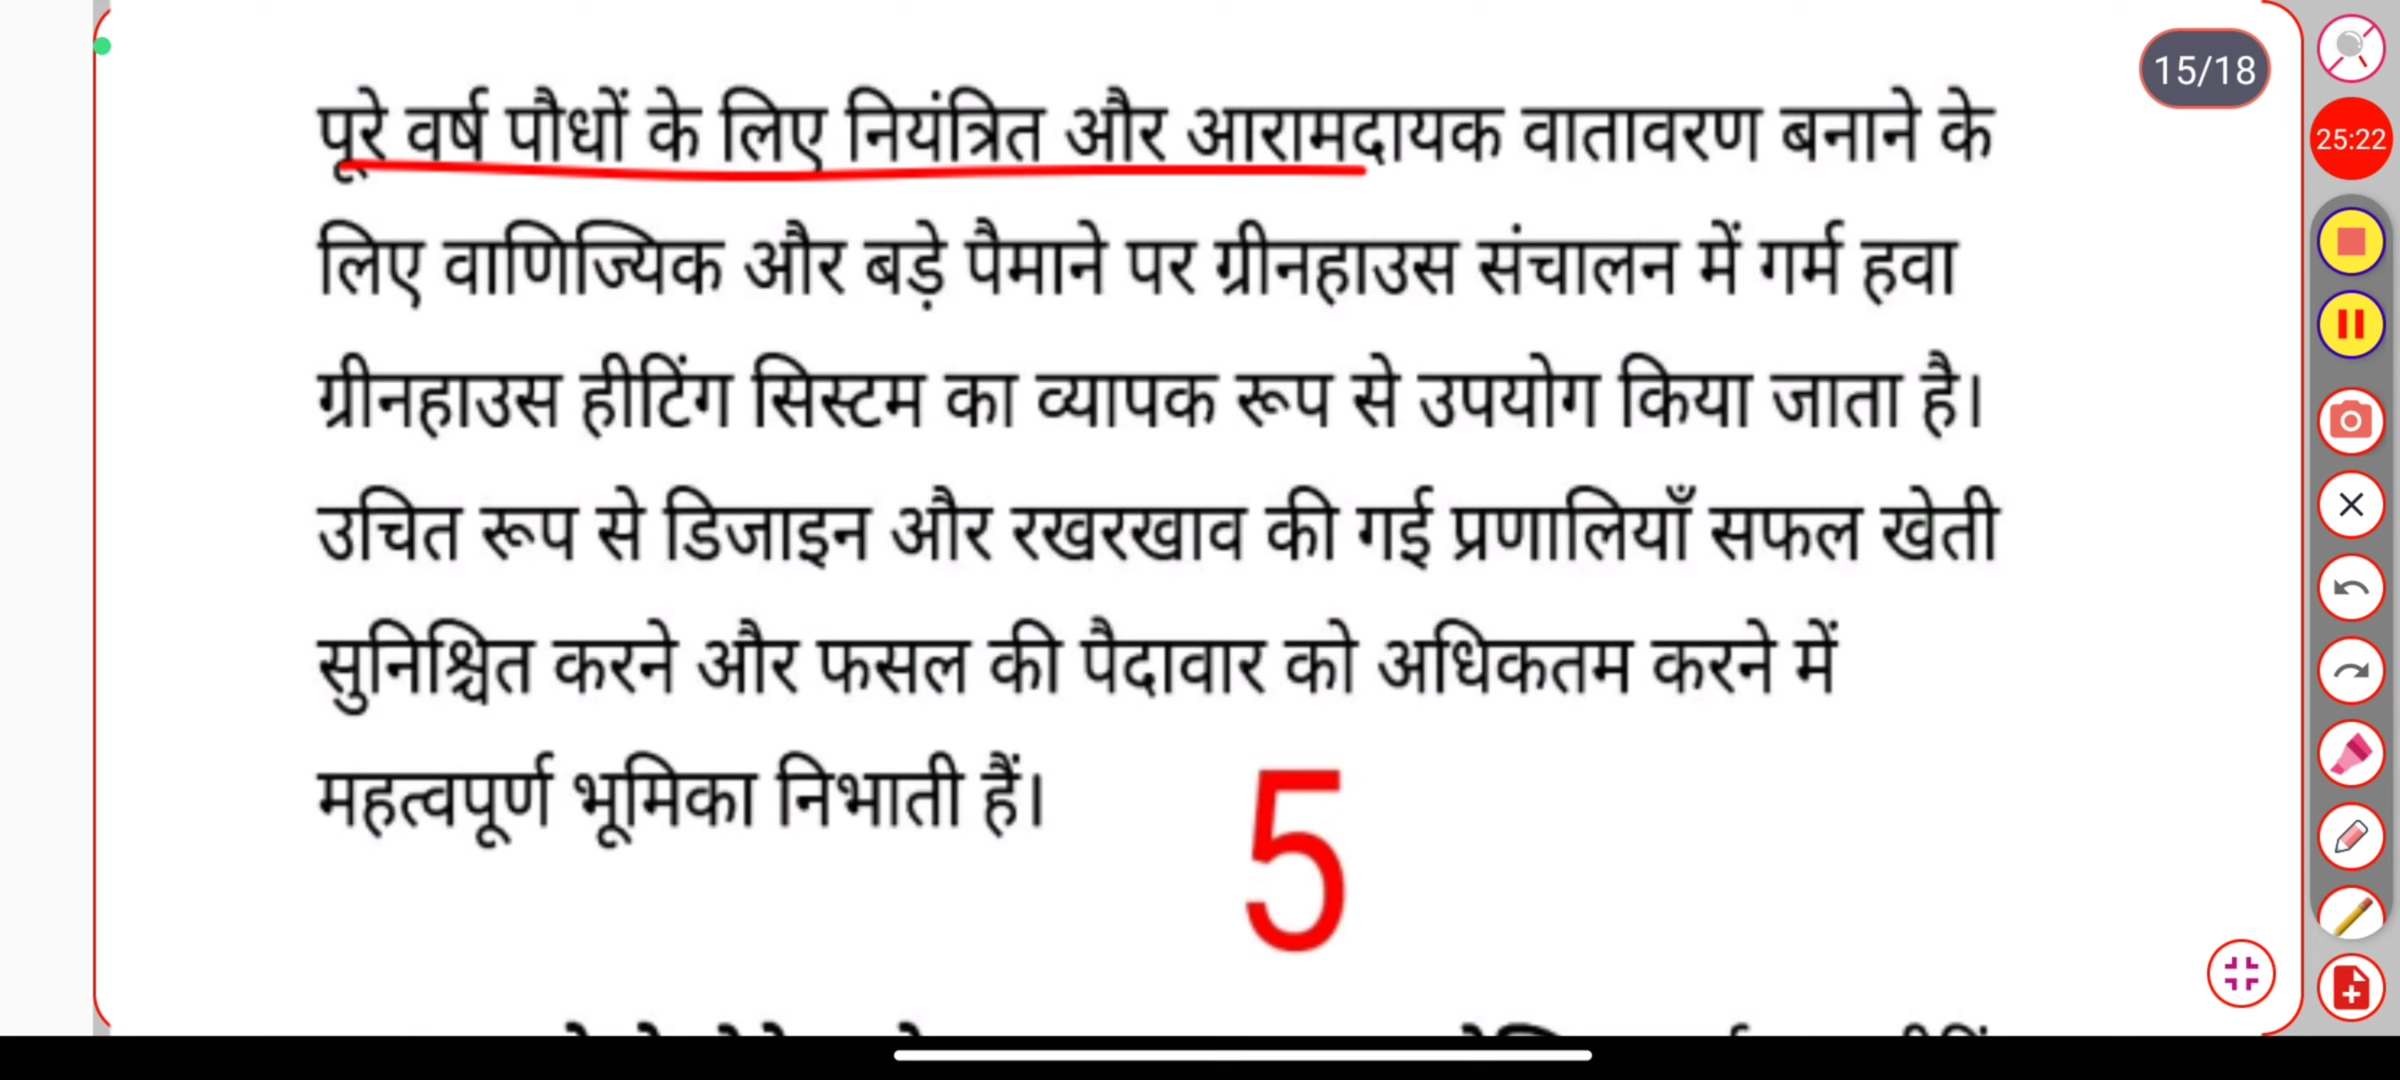 15/18
25:22
पूरे वर्ष पौधों के लिए नियंत्रित और आरामदायक वातावरण बनाने के
लिए वाणिज्यिक और बड़े पैमाने पर ग्रीनहाउस संचालन में गर्म हवा
ग्रीनहाउस हीटिंग सिस्टम का व्यापक रूप से उपयोग किया जाता है।
उचित रूप से डिजाइन और रखरखाव की गई प्रणालियाँ सफल खेती
सुनिश्चित करने और फसल की पैदावार को अधिकतम करने में
महत्वपूर्ण भूमिका निभाती हैं।
5